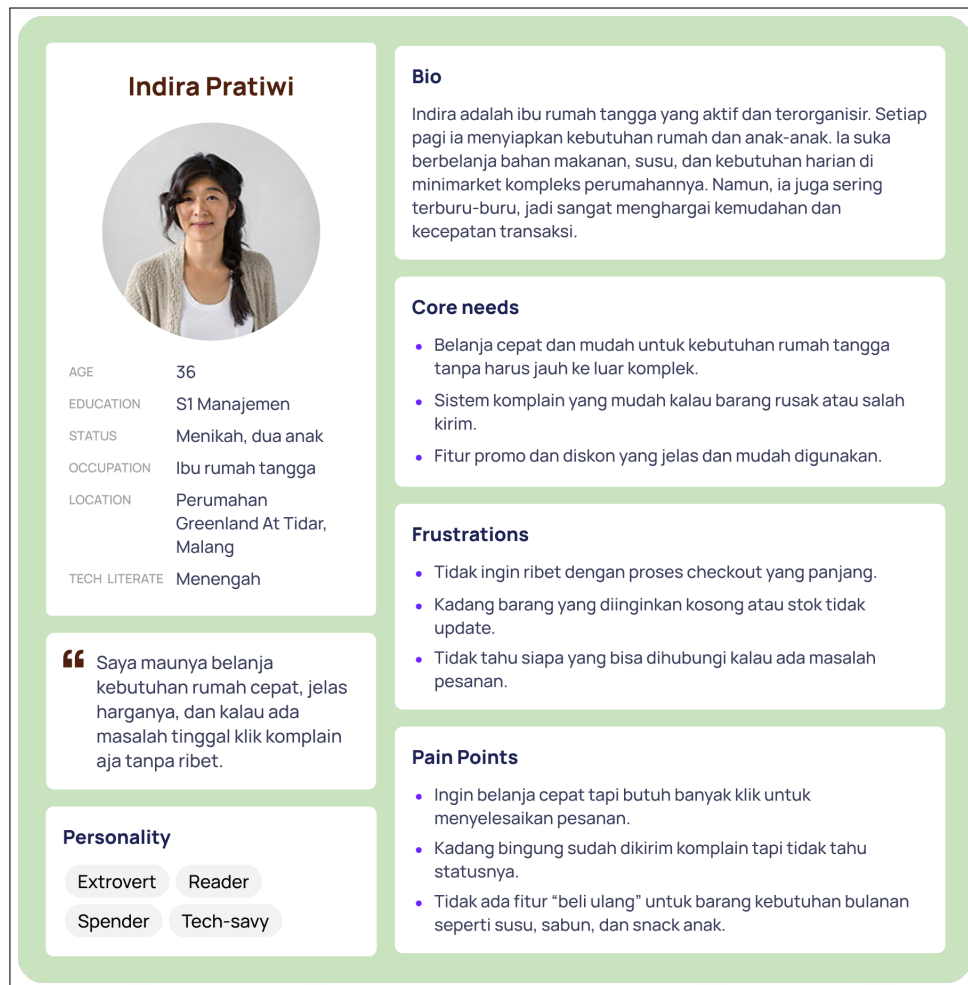 Indira Pratiwi
AGE 36
EDUCATION S1 Manajemen
STATUS Menikah, dua anak
OCCUPATION Ibu rumah tangga
LOCATION Perumahan
Greenland At Tidar,
Malang
TECH LITERATE Menengah
“ Saya maunya belanja
kebutuhan rumah cepat, jelas
harganya, dan kalau ada
masalah tinggal klik komplain
aja tanpa ribet.
Personality
Extrovert Reader
Spender Tech-savy
Bio
Indira adalah ibu rumah tangga yang aktif dan terorganisir. Setiap
pagi ia menyiapkan kebutuhan rumah dan anak-anak. Ia suka
berbelanja bahan makanan, susu, dan kebutuhan harian di
minimarket kompleks perumahannya. Namun, ia juga sering
terburu-buru, jadi sangat menghargai kemudahan dan
kecepatan transaksi.
Core needs
• Belanja cepat dan mudah untuk kebutuhan rumah tangga
tanpa harus jauh ke luar komplek.
• Sistem komplain yang mudah kalau barang rusak atau salah
kirim.
• Fitur promo dan diskon yang jelas dan mudah digunakan.
Frustrations
• Tidak ingin ribet dengan proses checkout yang panjang.
• Kadang barang yang diinginkan kosong atau stok tidak
update.
• Tidak tahu siapa yang bisa dihubungi kalau ada masalah
pesanan.
Pain Points
• Ingin belanja cepat tapi butuh banyak klik untuk
menyelesaikan pesanan.
• Kadang bingung sudah dikirim komplain tapi tidak tahu
statusnya.
• Tidak ada fitur “beli ulang” untuk barang kebutuhan bulanan
seperti susu, sabun, dan snack anak.